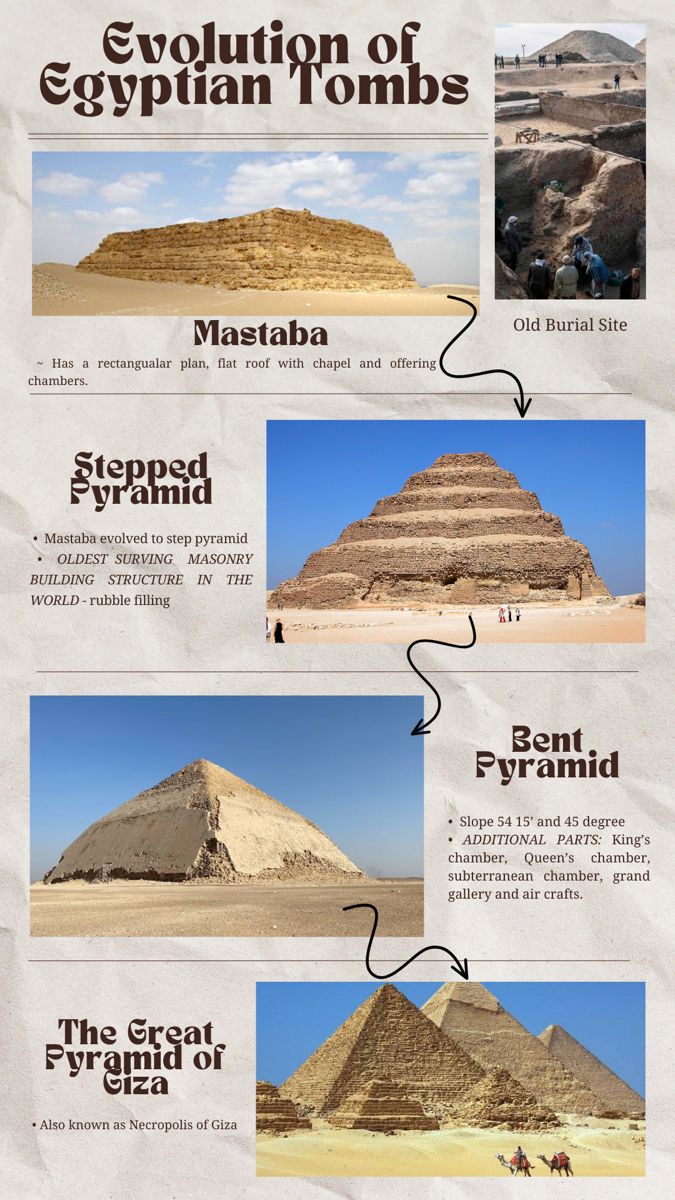 Evolution of
Egyptian Tombs
Old Burial Site
Mastaba
~ Has a rectangualar plan, flat roof with chapel and offering
chambers.
Stepped
Pyramid
• Mastaba evolved to step pyramid
• OLDEST SURVING MASONRY
BUILDING STRUCTURE IN THE
WORLD - rubble filling
Bent
Pyramid
• Slope 54 15’ and 45 degree
• ADDITIONAL PARTS: King’s
chamber, Queen’s chamber,
subterranean chamber, grand
gallery and air crafts.
The Great
Pyramid of
Giza
• Also known as Necropolis of Giza